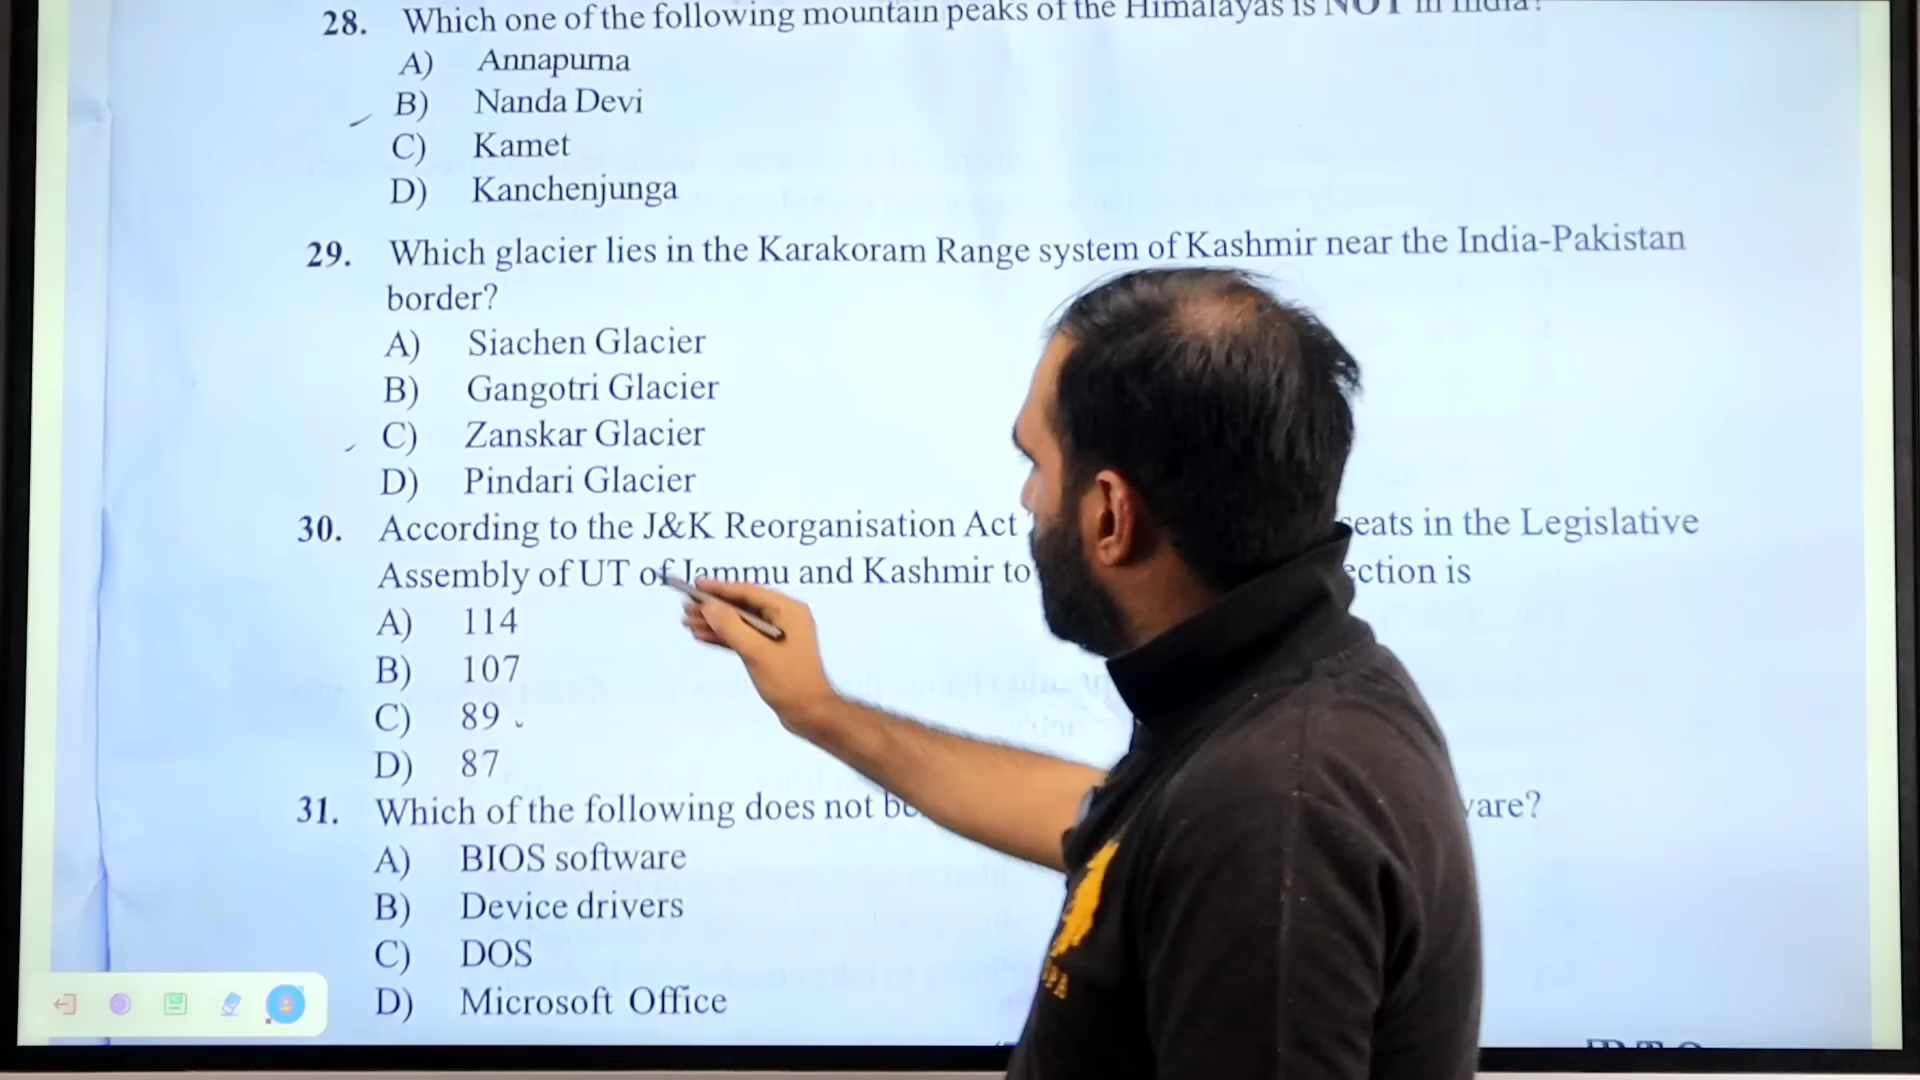 28. Which one of the following mountain peaks of the Himalayas is NOT in India?
A) Annapurna
B) Nanda Devi
C) Kamet
D) Kanchenjunga
29. Which glacier lies in the Karakoram Range system of Kashmir near the India-Pakistan
border?
A) Siachen Glacier
B) Gangotri Glacier
C) Zanskar Glacier
D) Pindari Glacier
30. According to the J&K Reorganisation Act seats in the Legislative
Assembly of UT of Jammu and Kashmir to is
A) 114
B) 107
C) 89
D) 87
31. Which of the following does not
A) BIOS software
B) Device drivers
C) DOS
D) Microsoft Office